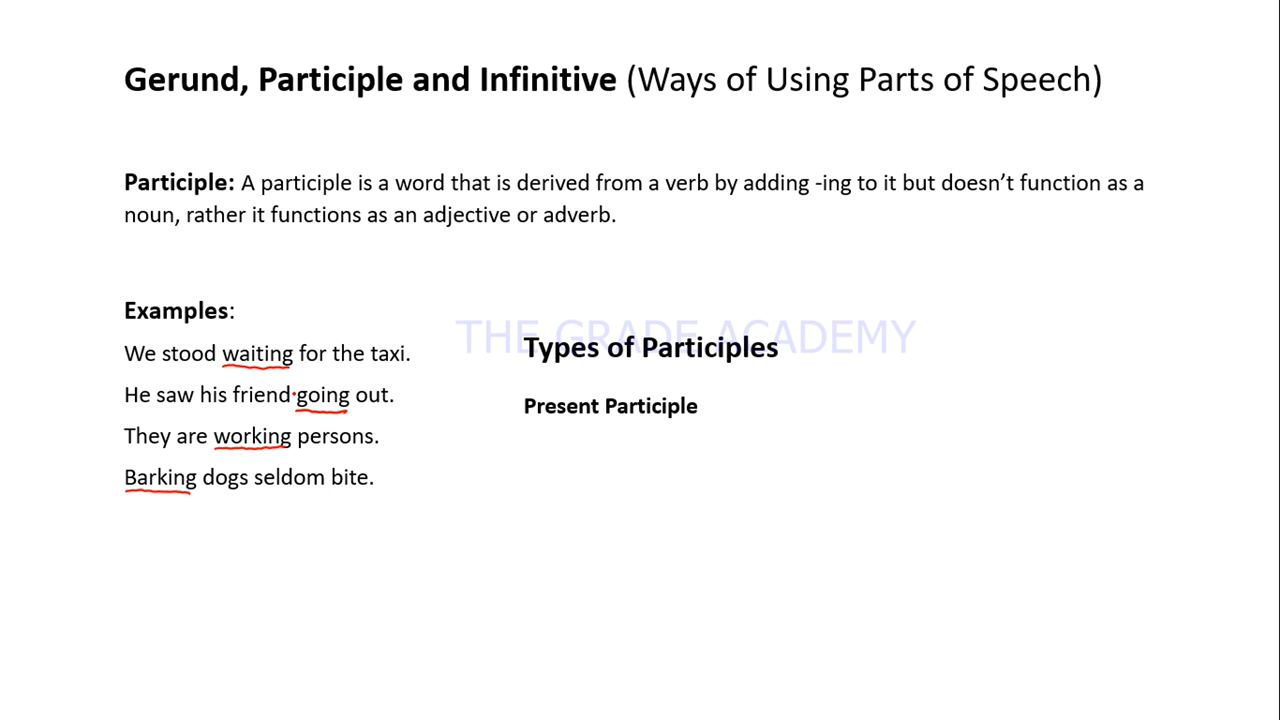 Gerund, Participle and Infinitive (Ways of Using Parts of Speech)
Participle: A participle is a word that is derived from a verb by adding -ing to it but doesn’t function as a
noun, rather it functions as an adjective or adverb.
Examples:
We stood waiting for the taxi.
He saw his friend going out.
They are working persons.
Barking dogs seldom bite.
THE GRADE ACADEMY
Types of Participles
Present Participle